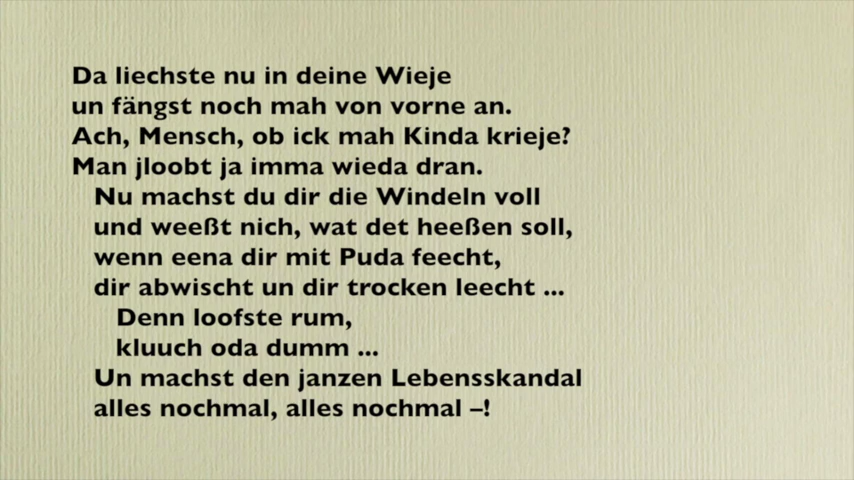 Da liechste nu in deine Wieje
un fängst noch mah von vorne an.
Ach, Mensch, ob ick mah Kinda krieje?
Man jloobt ja imma wieda dran.
Nu machst du dir die Windeln voll
und weeßt nich, wat det heeßen soll,
wenn eena dir mit Puda feecht,
dir abwischt un dir trocken leecht ...
Denn loofste rum,
kluuch oda dumm ...
Un machst den janzen Lebensskandal
alles nochmal, alles nochmal –!